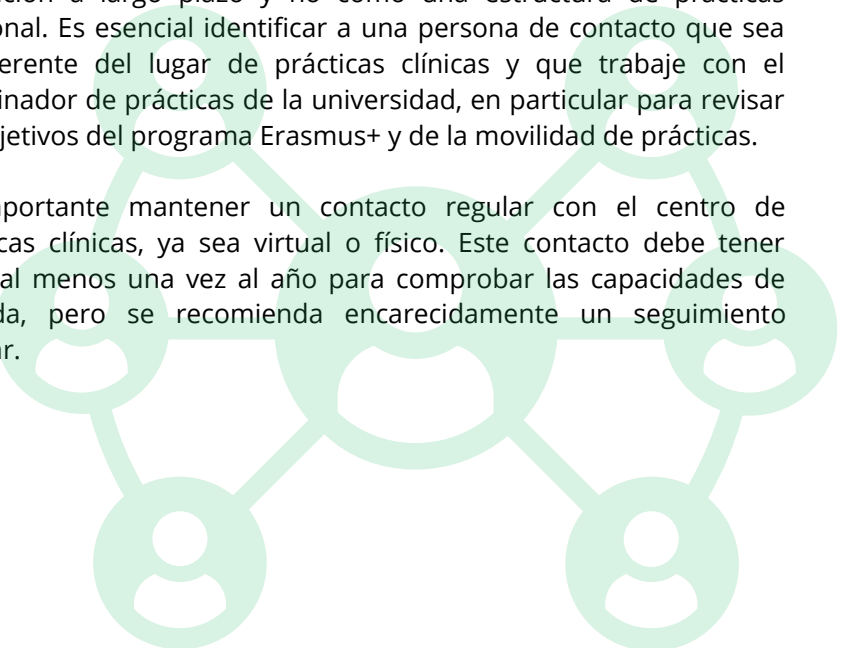 a largo plazo y no como una estructura de prácticas
onal. Es esencial identificar a una persona de contacto que sea
erente del lugar de prácticas clínicas y que trabaje con el
inador de prácticas de la universidad, en particular para revisar
jetivos del programa Erasmus+ y de la movilidad de prácticas.
portante mantener un contacto regular con el centro de
cas clínicas, ya sea virtual o físico. Este contacto debe tener
al menos una vez al año para comprobar las capacidades de
da, pero se recomienda encarecidamente un seguimiento
ar.